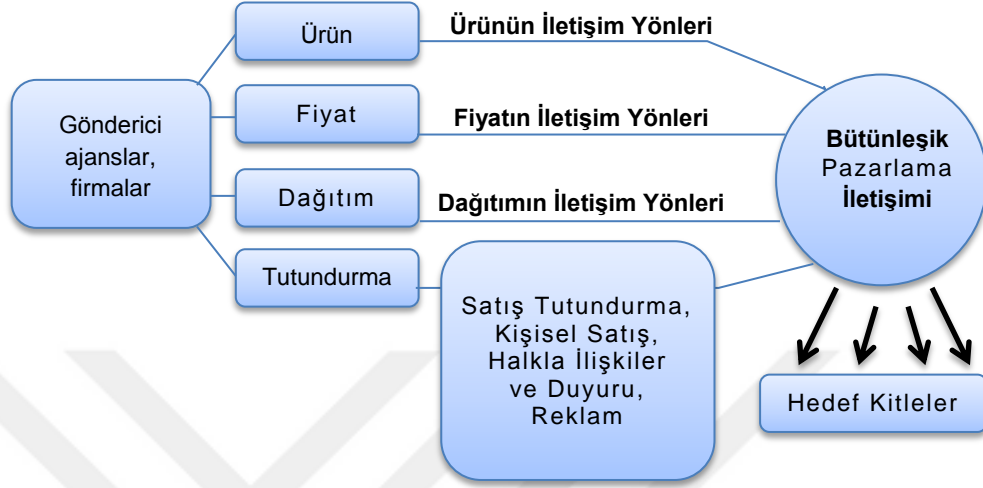 Gönderici
ajanslar,
firmalar
Ürün
Ürünün İletişim Yönleri
Fiyat
Fiyatın İletişim Yönleri
Dağıtım
Dağıtımın İletişim Yönleri
Tutundurma
Satış Tutundurma,
Kişisel Satış,
Halkla İlişkiler
ve Duyuru,
Reklam
Bütünleşik
Pazarlama
İletişimi
Hedef Kitleler